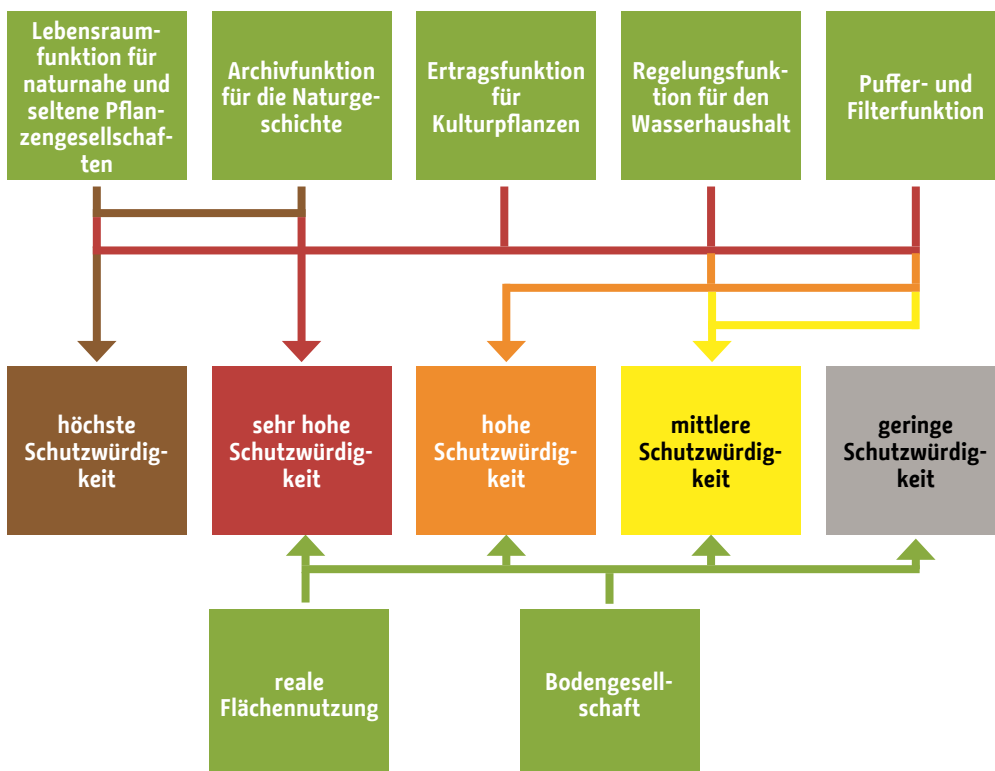 Lebensraum-
funktion für
naturnahe und
seltene Pflan-
zengesellschaf-
ten
Archivfunktion
für die Naturge-
schichte
Ertragsfunktion
für
Kulturpflanzen
Regelungsfunk-
tion für den
Wasserhaushalt
Puffer- und
Filterfunktion
höchste
Schutzwürdig-
keit
sehr hohe
Schutzwürdig-
keit
hohe
Schutzwürdig-
keit
mittlere
Schutzwürdig-
keit
geringe
Schutzwürdig-
keit
reale
Flächennutzung
Bodengesell-
schaft